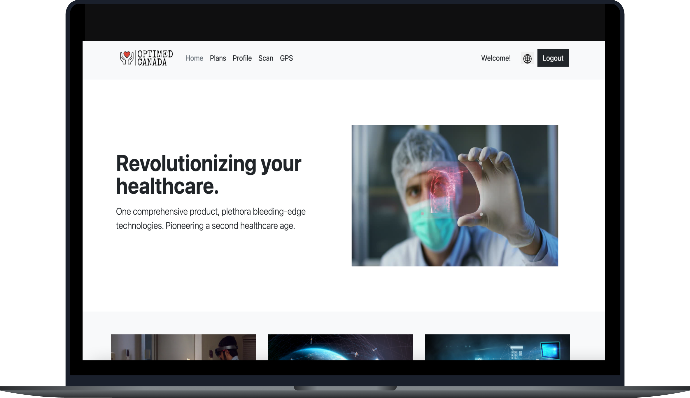 OPTIMED
CANADA
Home Plans Profile Scan GPS
Welcome! Logout
Revolutionizing your
healthcare.
One comprehensive product, plethora bleeding-edge
technologies. Pioneering a second healthcare age.